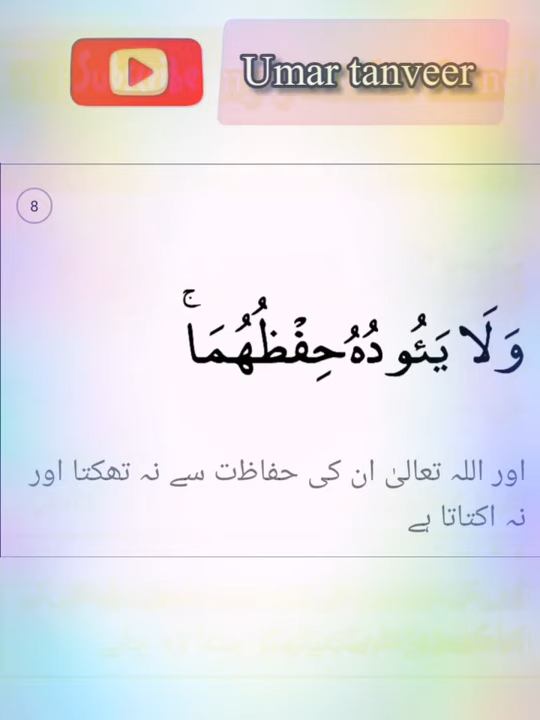 Umar tanveer
8
وَلَا يَئُودُهُ حِفْظُهُمَا ۚ
اور اللہ تعالیٰ ان کی حفاظت سے نہ تھکتا اور
نہ اکتاتا ہے